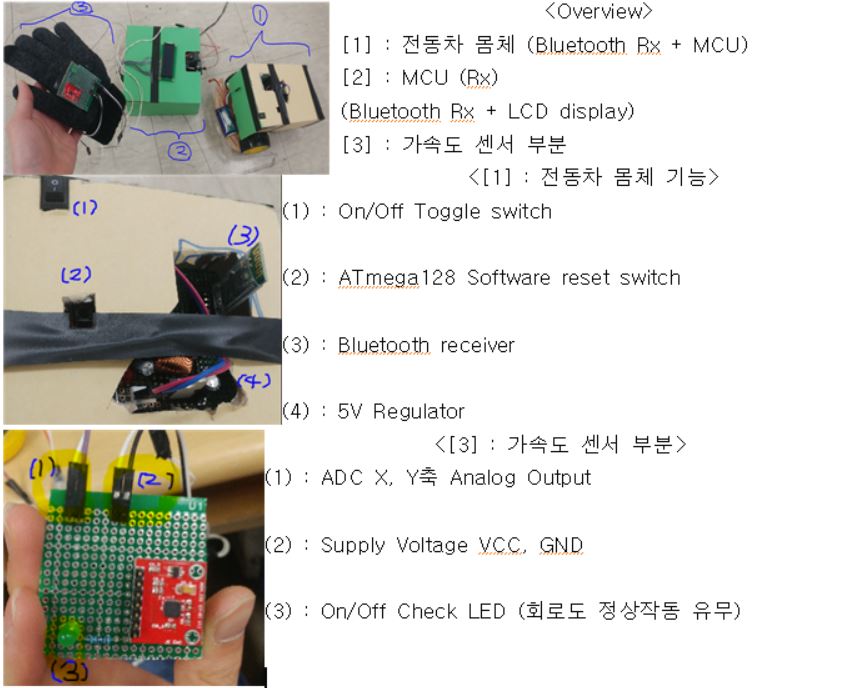 ③
①
②
<Overview>
[1] : 전동차 몸체 (Bluetooth Rx + MCU)
[2] : MCU (Rx)
(Bluetooth Rx + LCD display)
[3] : 가속도 센서 부분
<[1] : 전동차 몸체 기능>
(1)
(2)
(3)
(4)
(1) : On/Off Toggle switch
(2) : ATmega128 Software reset switch
(3) : Bluetooth receiver
(4) : 5V Regulator
<[3] : 가속도 센서 부분>
(1)
(2)
U1
(3)
(1) : ADC X, Y축 Analog Output
(2) : Supply Voltage VCC, GND
(3) : On/Off Check LED (회로도 정상작동 유무)